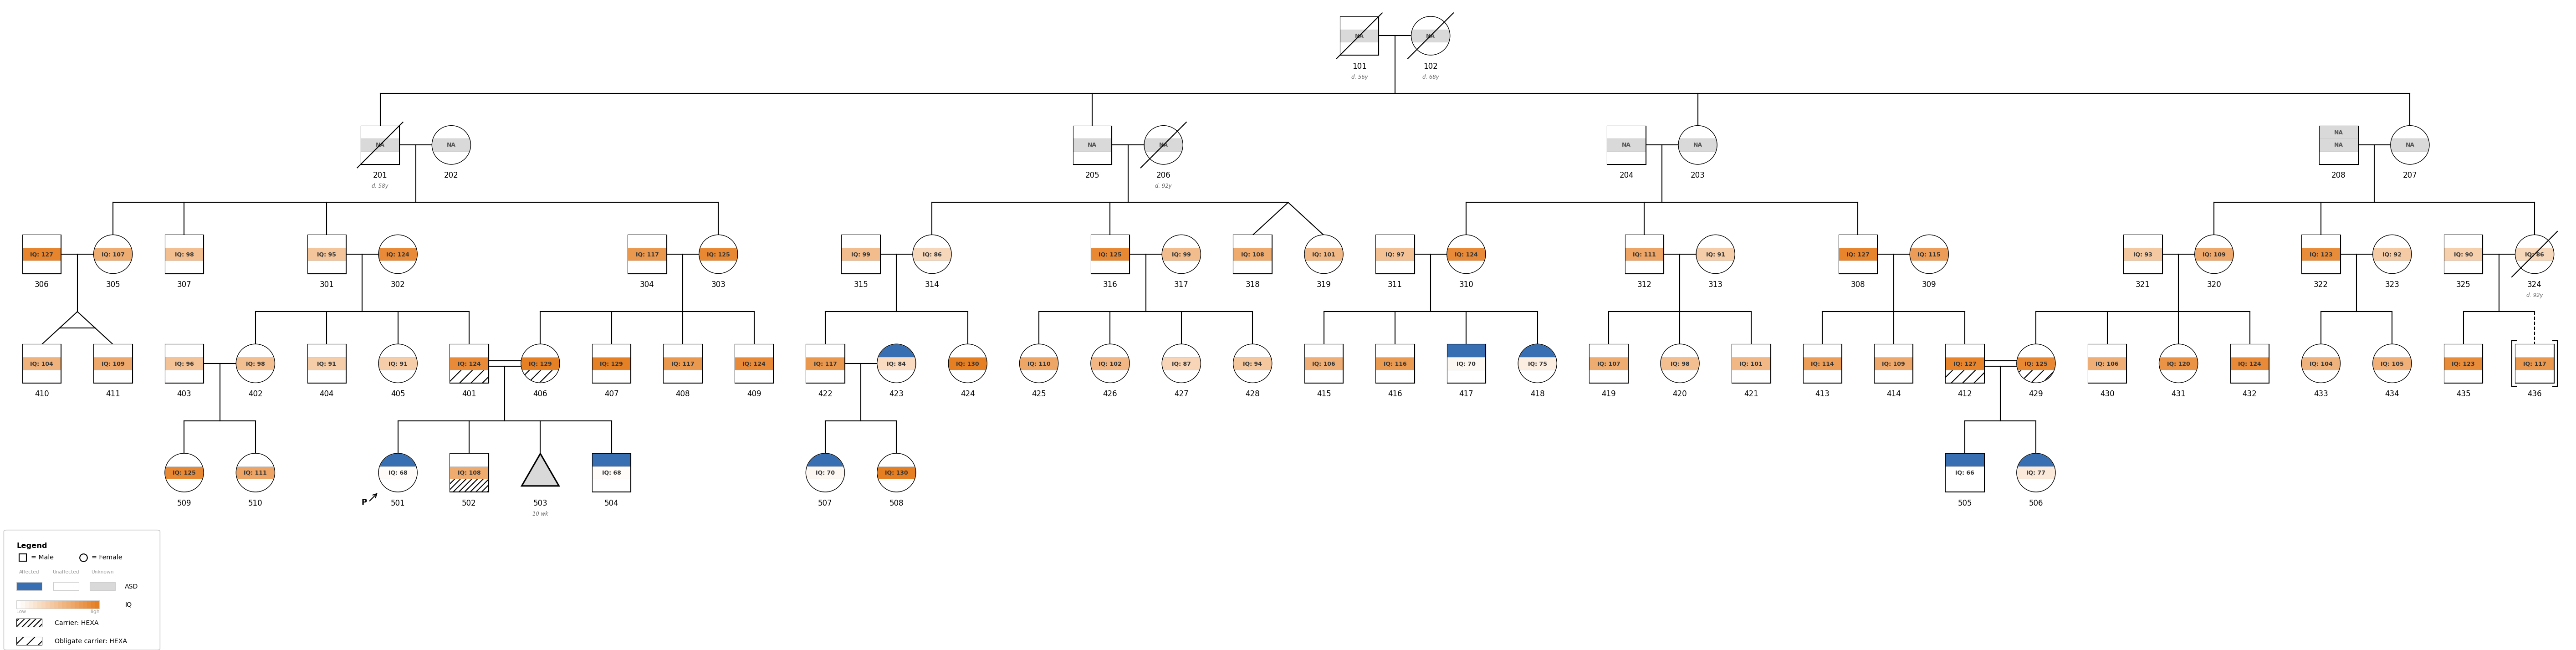 NA NA
101 102
d. 56y d. 68y
NA NA NA NA NA NA NA NA NA
201 202 205 206 204 203 208 207
d. 58y d. 92y
IQ: 127 IQ: 107 IQ: 98 IQ: 95 IQ: 124 IQ: 117 IQ: 125 IQ: 99 IQ: 86 IQ: 125 IQ: 99 IQ: 108 IQ: 101 IQ: 97 IQ: 124 IQ: 111 IQ: 91 IQ: 127 IQ: 115 IQ: 93 IQ: 109 IQ: 123 IQ: 92 IQ: 90 IQ: 86
306 305 307 301 302 304 303 315 314 316 317 318 319 311 310 312 313 308 309 321 320 322 323 325 324
d. 92y
IQ: 104 IQ: 109 IQ: 96 IQ: 98 IQ: 91 IQ: 91 IQ: 124 IQ: 129 IQ: 129 IQ: 117 IQ: 124 IQ: 117 IQ: 84 IQ: 130 IQ: 110 IQ: 102 IQ: 87 IQ: 94 IQ: 106 IQ: 116 IQ: 70 IQ: 75 IQ: 107 IQ: 98 IQ: 101 IQ: 114 IQ: 109 IQ: 127 IQ: 125 IQ: 106 IQ: 120 IQ: 124 IQ: 104 IQ: 105 IQ: 123 IQ: 117
410 411 403 402 404 405 401 406 407 408 409 422 423 424 425 426 427 428 415 416 417 418 419 420 421 413 414 412 429 430 431 432 433 434 435 436
IQ: 125 IQ: 111 IQ: 68 IQ: 108 IQ: 68 IQ: 70 IQ: 130 IQ: 66 IQ: 77
509 510 P 501 502 503 504 507 508 505 506
10 wk
Legend
= Male = Female
Affected Unaffected Unknown
ASD
IQ
Low High
Carrier: HEXA
Obligate carrier: HEXA